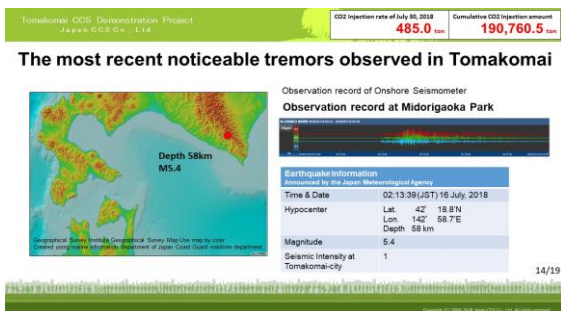 Tomakomai CCS Demonstration Project
Japan CCS Co., Ltd.
CO2 Injection rate of July 30, 2018
485.0 ton
Cumulative CO2 Injection amount
190,760.5 ton
The most recent noticeable tremors observed in Tomakomai
Depth 58km
M5.4
Geographical Survey Institute Geographical Survey Map Use map by color
Created using marine information department of Japan Coast Guard maritime department
Observation record of Onshore Seismometer
Observation record at Midorigaoka Park
Earthquake Information
Announced by the Japan Meteorological Agency
Time & Date 02:13:39(JST) 16 July, 2018
Hypocenter Lat. 42° 18.8'N
Lon. 142° 58.7'E
Depth 58 km
Magnitude 5.4
Seismic Intensity at 1
Tomakomai-city
14/19